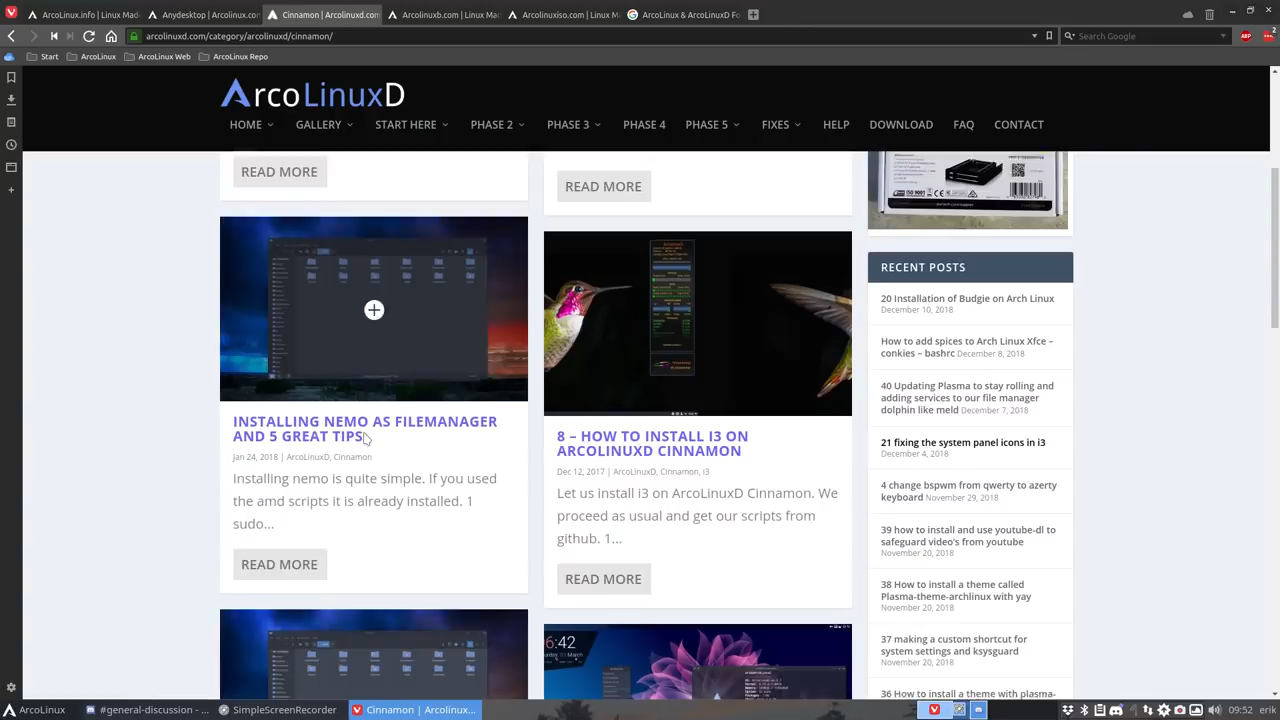 ArcoLinux
Anydesktop | ArcoLi
Cinnamon | Arcolinu
ArcoLinuxD.com
ArcoLinux – 8 Mill
ArcoLinux & ArcoLinuxD Fo
arcolinuxd.com/category/arcolinuxd/cinnamon/
Search Google
ABP
2
Start
ArcoLinux
ArcoLinux Web
ArcoLinux Repo
ArcoLinuxD
HOME
GALLERY
START HERE
PHASE 2
PHASE 3
PHASE 4
PHASE 5
FIXES
HELP
DOWNLOAD
FAQ
CONTACT
READ MORE
INSTALLING NEMO AS FILEMANAGER
AND 5 GREAT TIPS
Jan 24, 2018 | ArcoLinuxD, Cinnamon
Installing nemo is quite simple. If you used
the amd scripts it is already installed. 1
sudo...
READ MORE
READ MORE
8 – HOW TO INSTALL I3 ON
ARCOLINUXD CINNAMON
Dec 12, 2017 | ArcoLinuxD, Cinnamon, i3
Let us install i3 on ArcoLinuxD Cinnamon. We
proceed as usual and get our scripts from
github. 1...
READ MORE
6:42
RECENT POSTS
20 Installation of Budgie on Arch Linux
December 10, 2018
How to add spices to Arch Linux Xfce –
conkies – bashrc December 8, 2018
40 Updating Plasma to stay rolling and
adding services to our file manager
dolphin like meld December 7, 2018
21 fixing the system panel icons in i3
December 4, 2018
4 change bspwm from qwerty to azerty
keyboard November 29, 2018
39 how to install and use youtube-dl to
safeguard video's from youtube
November 20, 2018
38 How to install a theme called
Plasma-theme-archlinux with yay
November 20, 2018
37 making a custom shortcut for
system settings and ksysguard
November 20, 2018
36 How to install a theme with plasma-
ArcoLinux
#general-discussion - ...
SimpleScreenRecorder
Cinnamon | Arcolinux...
09:52
erik